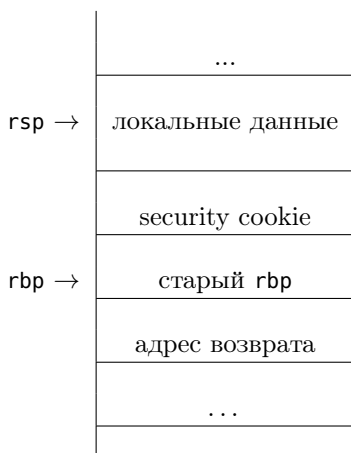 ...
rsp → локальные данные
security cookie
rbp → старый rbp
адрес возврата
...